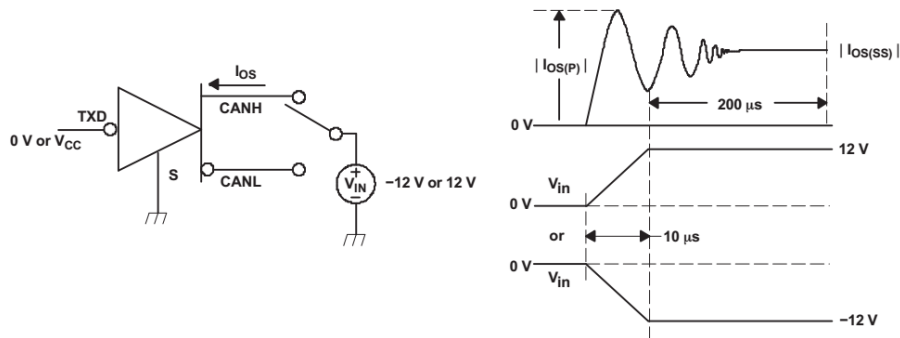 I_OS
TXD
CANH
0 V or V_CC
S
CANL
V_IN
+
−
−12 V or 12 V
| I_OS(P) |
| I_OS(SS) |
200 μs
0 V
12 V
V_in
0 V
or
10 μs
0 V
V_in
−12 V